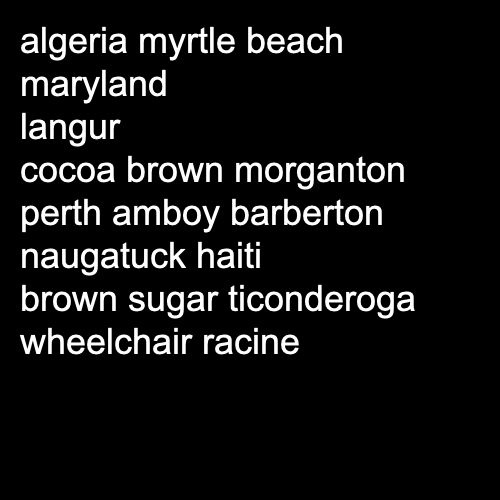 algeria myrtle beach
maryland
langur
cocoa brown morganton
perth amboy barberton
naugatuck haiti
brown sugar ticonderoga
wheelchair racine